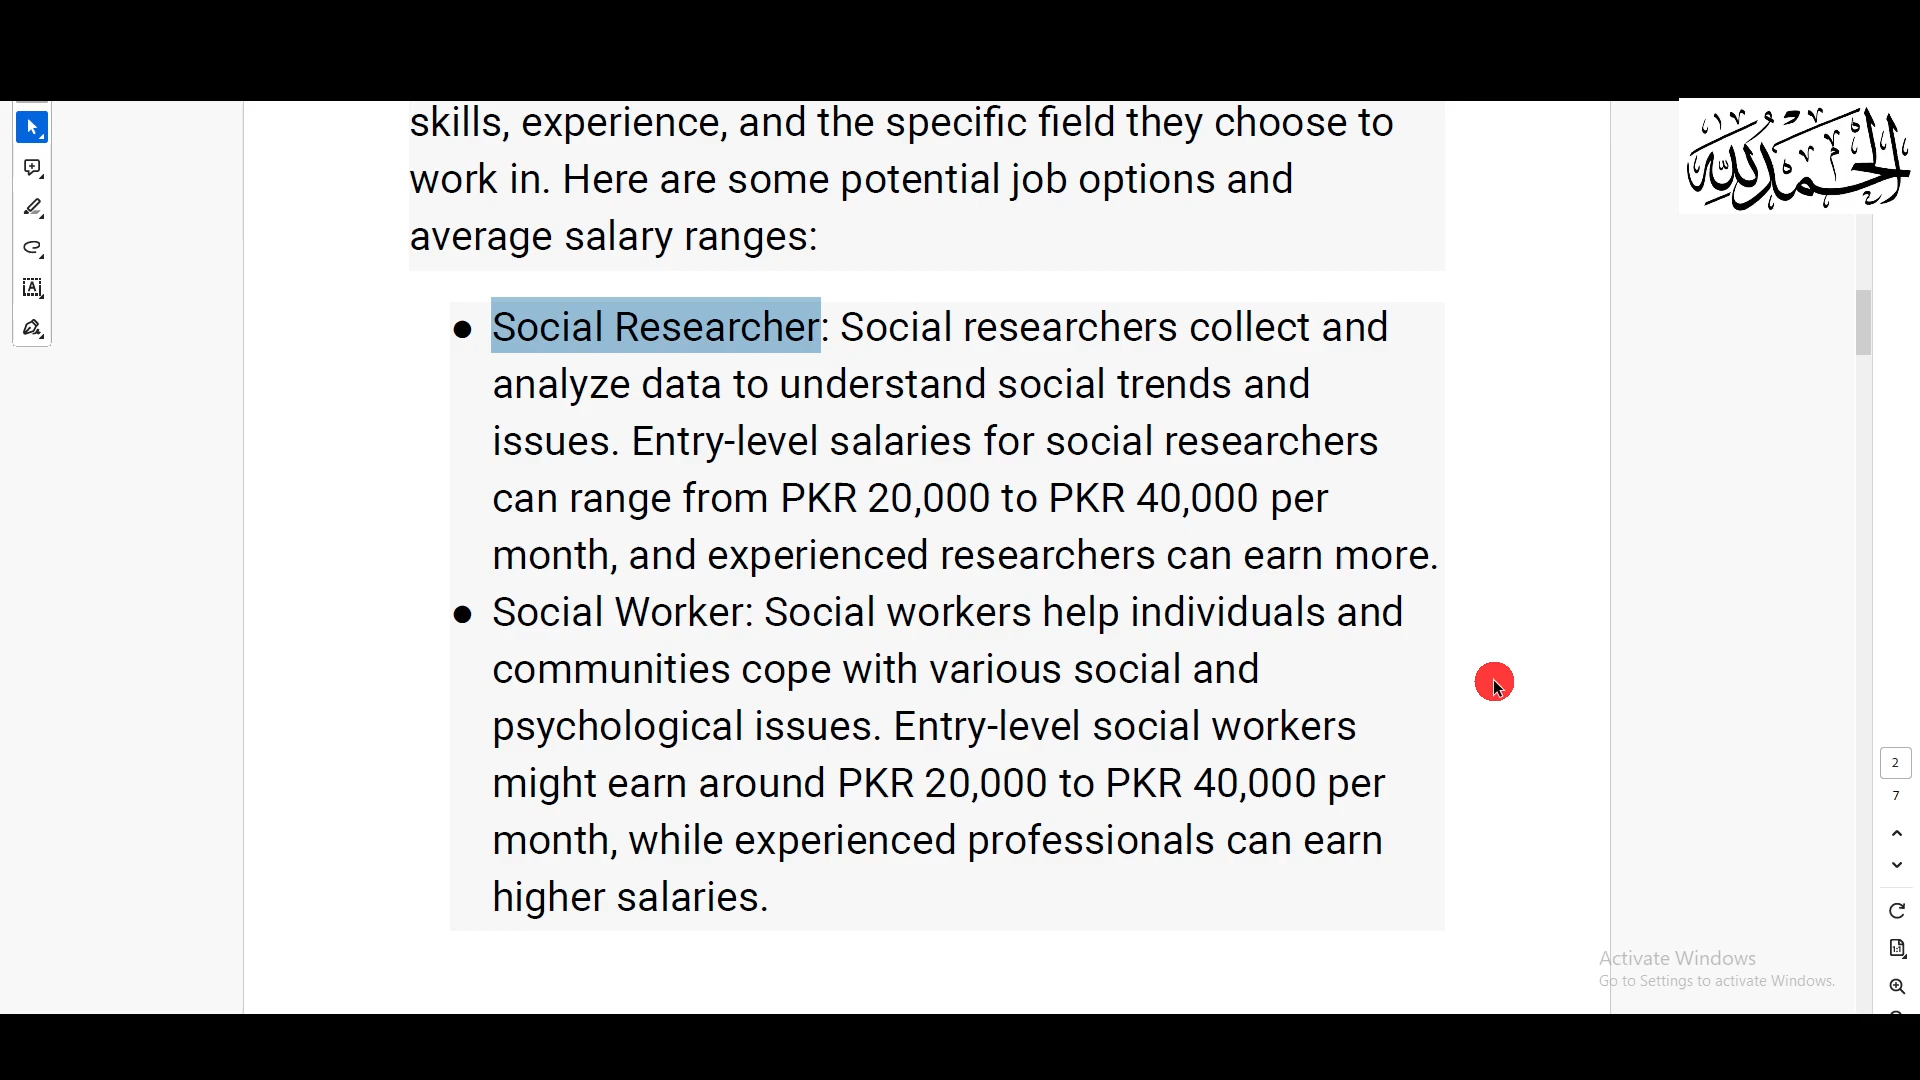 الحمد لله
skills, experience, and the specific field they choose to
work in. Here are some potential job options and
average salary ranges:
● Social Researcher: Social researchers collect and
analyze data to understand social trends and
issues. Entry-level salaries for social researchers
can range from PKR 20,000 to PKR 40,000 per
month, and experienced researchers can earn more.
● Social Worker: Social workers help individuals and
communities cope with various social and
psychological issues. Entry-level social workers
might earn around PKR 20,000 to PKR 40,000 per
month, while experienced professionals can earn
higher salaries.
2
7
Activate Windows
Go to Settings to activate Windows.